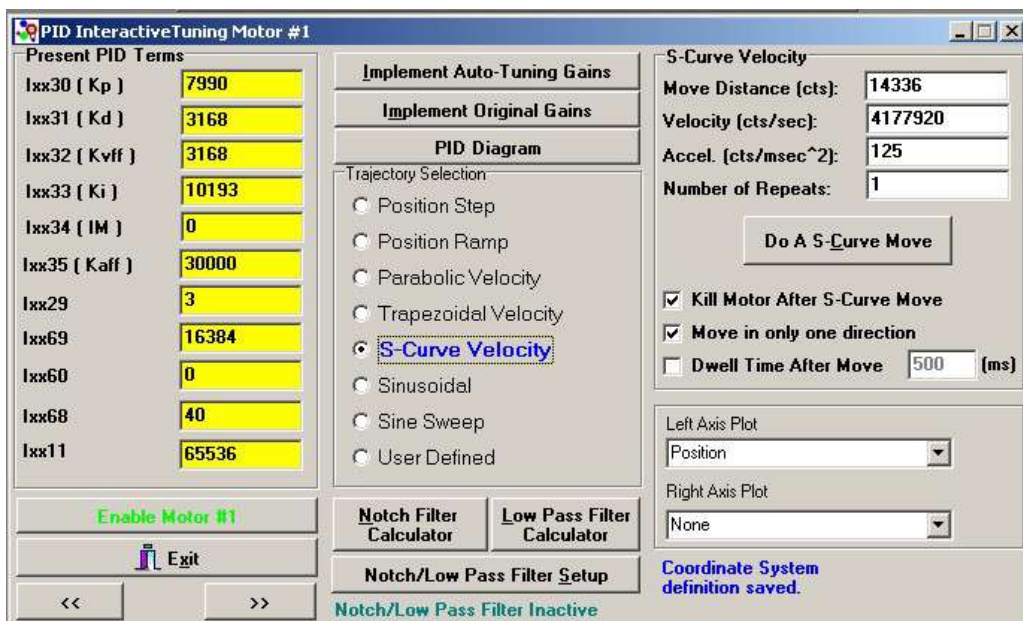 PID InteractiveTuning Motor #1
Present PID Terms
Ixx30 ( Kp ) 7990
Ixx31 ( Kd ) 3168
Ixx32 ( Kvff ) 3168
Ixx33 ( Ki ) 10193
Ixx34 ( IM ) 0
Ixx35 ( Kaff ) 30000
Ixx29 3
Ixx69 16384
Ixx60 0
Ixx68 40
Ixx11 65536
Enable Motor #1
Exit
<< >>
Implement Auto-Tuning Gains
Implement Original Gains
PID Diagram
Trajectory Selection
Position Step
Position Ramp
Parabolic Velocity
Trapezoidal Velocity
S-Curve Velocity
Sinusoidal
Sine Sweep
User Defined
Notch Filter
Calculator
Low Pass Filter
Calculator
Notch/Low Pass Filter Setup
Notch/Low Pass Filter Inactive
S-Curve Velocity
Move Distance (cts): 14336
Velocity (cts/sec): 4177920
Accel. (cts/msec^2): 125
Number of Repeats: 1
Do A S-Curve Move
Kill Motor After S-Curve Move
Move in only one direction
Dwell Time After Move 500 (ms)
Left Axis Plot
Position
Right Axis Plot
None
Coordinate System
definition saved.